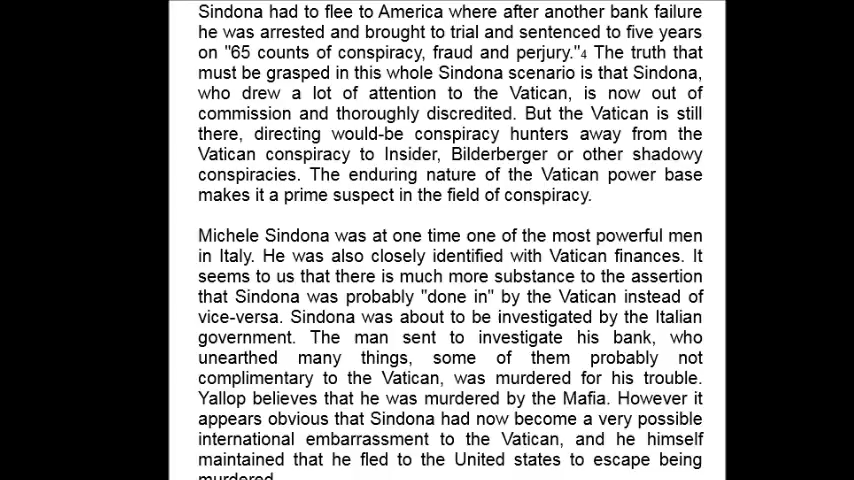 Sindona had to flee to America where after another bank failure
he was arrested and brought to trial and sentenced to five years
on "65 counts of conspiracy, fraud and perjury."4 The truth that
must be grasped in this whole Sindona scenario is that Sindona,
who drew a lot of attention to the Vatican, is now out of
commission and thoroughly discredited. But the Vatican is still
there, directing would-be conspiracy hunters away from the
Vatican conspiracy to Insider, Bilderberger or other shadowy
conspiracies. The enduring nature of the Vatican power base
makes it a prime suspect in the field of conspiracy.
Michele Sindona was at one time one of the most powerful men
in Italy. He was also closely identified with Vatican finances. It
seems to us that there is much more substance to the assertion
that Sindona was probably "done in" by the Vatican instead of
vice-versa. Sindona was about to be investigated by the Italian
government. The man sent to investigate his bank, who
unearthed many things, some of them probably not
complimentary to the Vatican, was murdered for his trouble.
Yallop believes that he was murdered by the Mafia. However it
appears obvious that Sindona had now become a very possible
international embarrassment to the Vatican, and he himself
maintained that he fled to the United states to escape being
murdered.